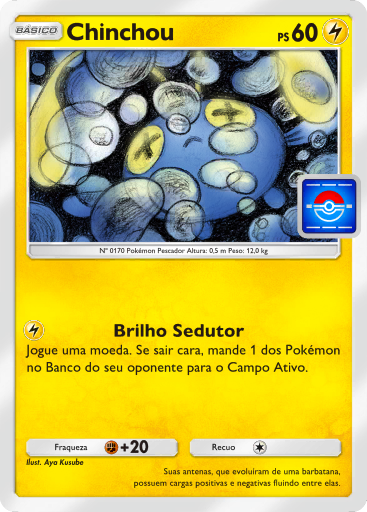 BÁSICO Chinchou PS 60
Nº 0170 Pokémon Pescador Altura: 0,5 m Peso: 12,0 kg
Brilho Sedutor
Jogue uma moeda. Se sair cara, mande 1 dos Pokémon
no Banco do seu oponente para o Campo Ativo.
Fraqueza +20 Recuo
Ilust. Aya Kusube
Suas antenas, que evoluíram de uma barbatana,
possuem cargas positivas e negativas fluindo entre elas.